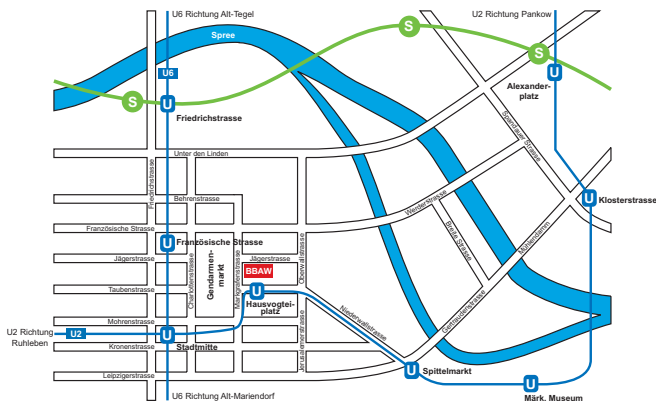 U6 Richtung Alt-Tegel
U2 Richtung Pankow
S
Spree
S
U6
U
Alexander-
platz
S
U
Friedrichstrasse
Spandauer Strasse
Unter den Linden
Friedrichstrasse
Behrenstrasse
Werderstrasse
U
Klosterstrasse
Französische Strasse
U
Französische Strasse
Breite Strasse
Mühlendamm
Oberwallstrasse
Jägerstrasse
Jägerstrasse
BBAW
Charlottenstrasse
Gendarmen-
markt
Markgrafenstrasse
Taubenstrasse
U
Hausvogtei-
platz
Niederwallstrasse
Gertraudenstrasse
Mohrenstrasse
U2 Richtung
Ruhleben
U2
U
Stadtmitte
Jerusalemerstrasse
Kronenstrasse
Leipzigerstrasse
U
Spittelmarkt
U
Märk. Museum
U6 Richtung Alt-Mariendorf